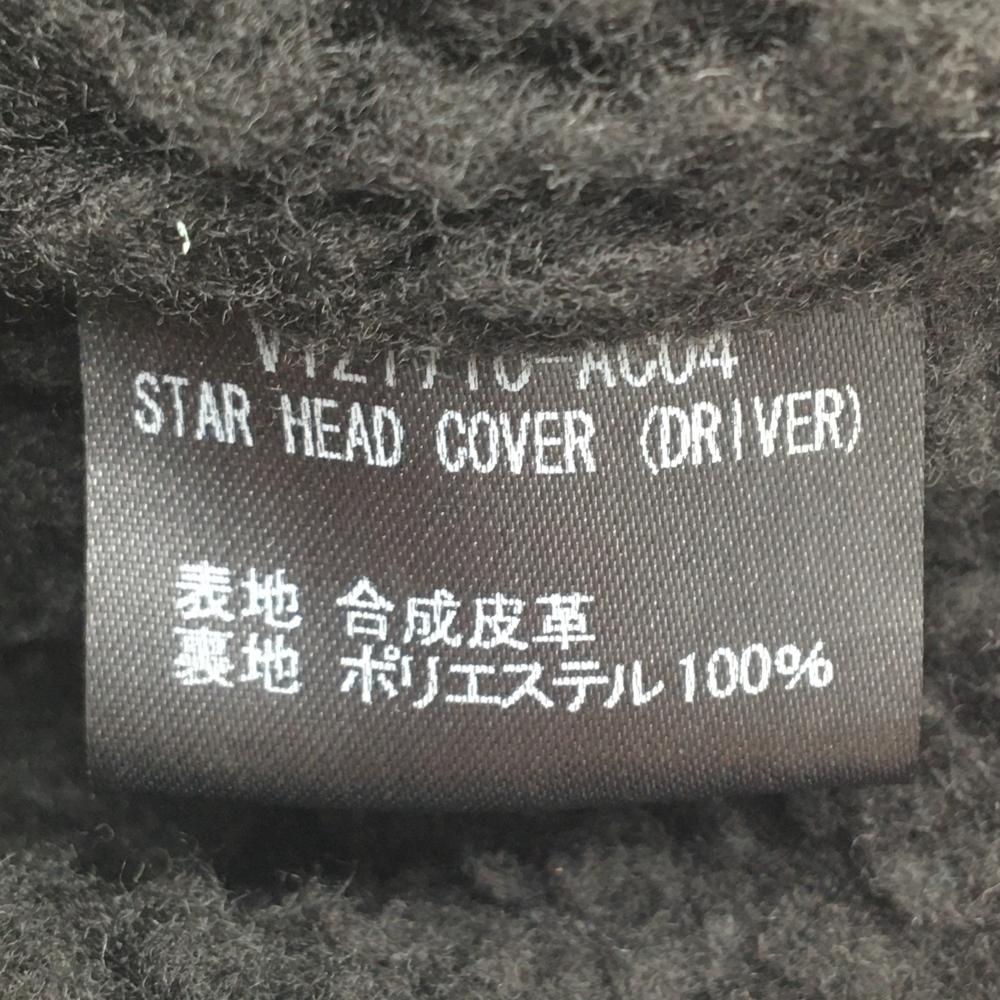 STAR HEAD COVER (DRIVER)
表地 合成皮革
裏地 ポリエステル100%